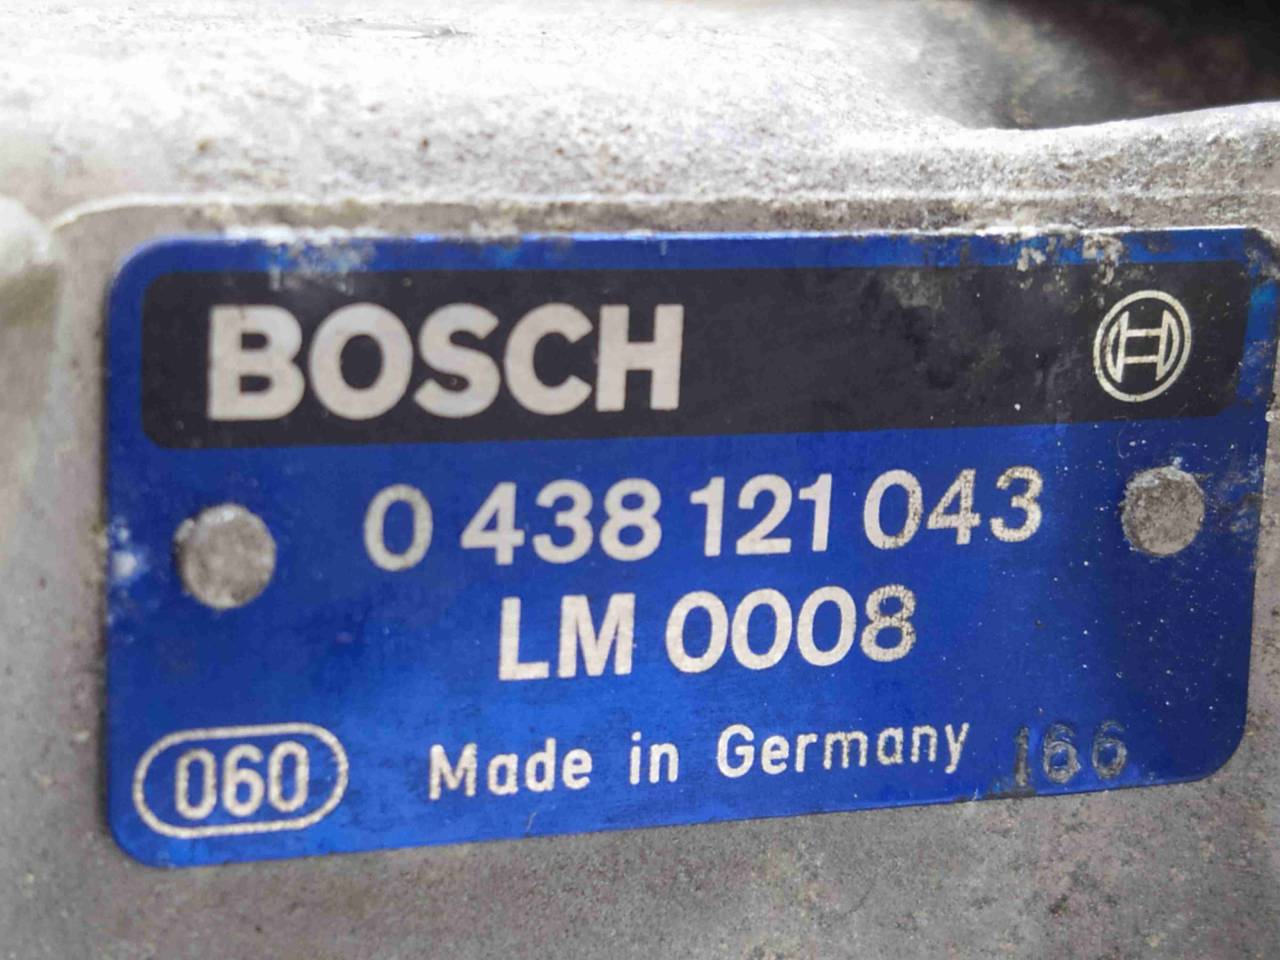 BOSCH
0 438 121 043
LM 0008
060 Made in Germany 166